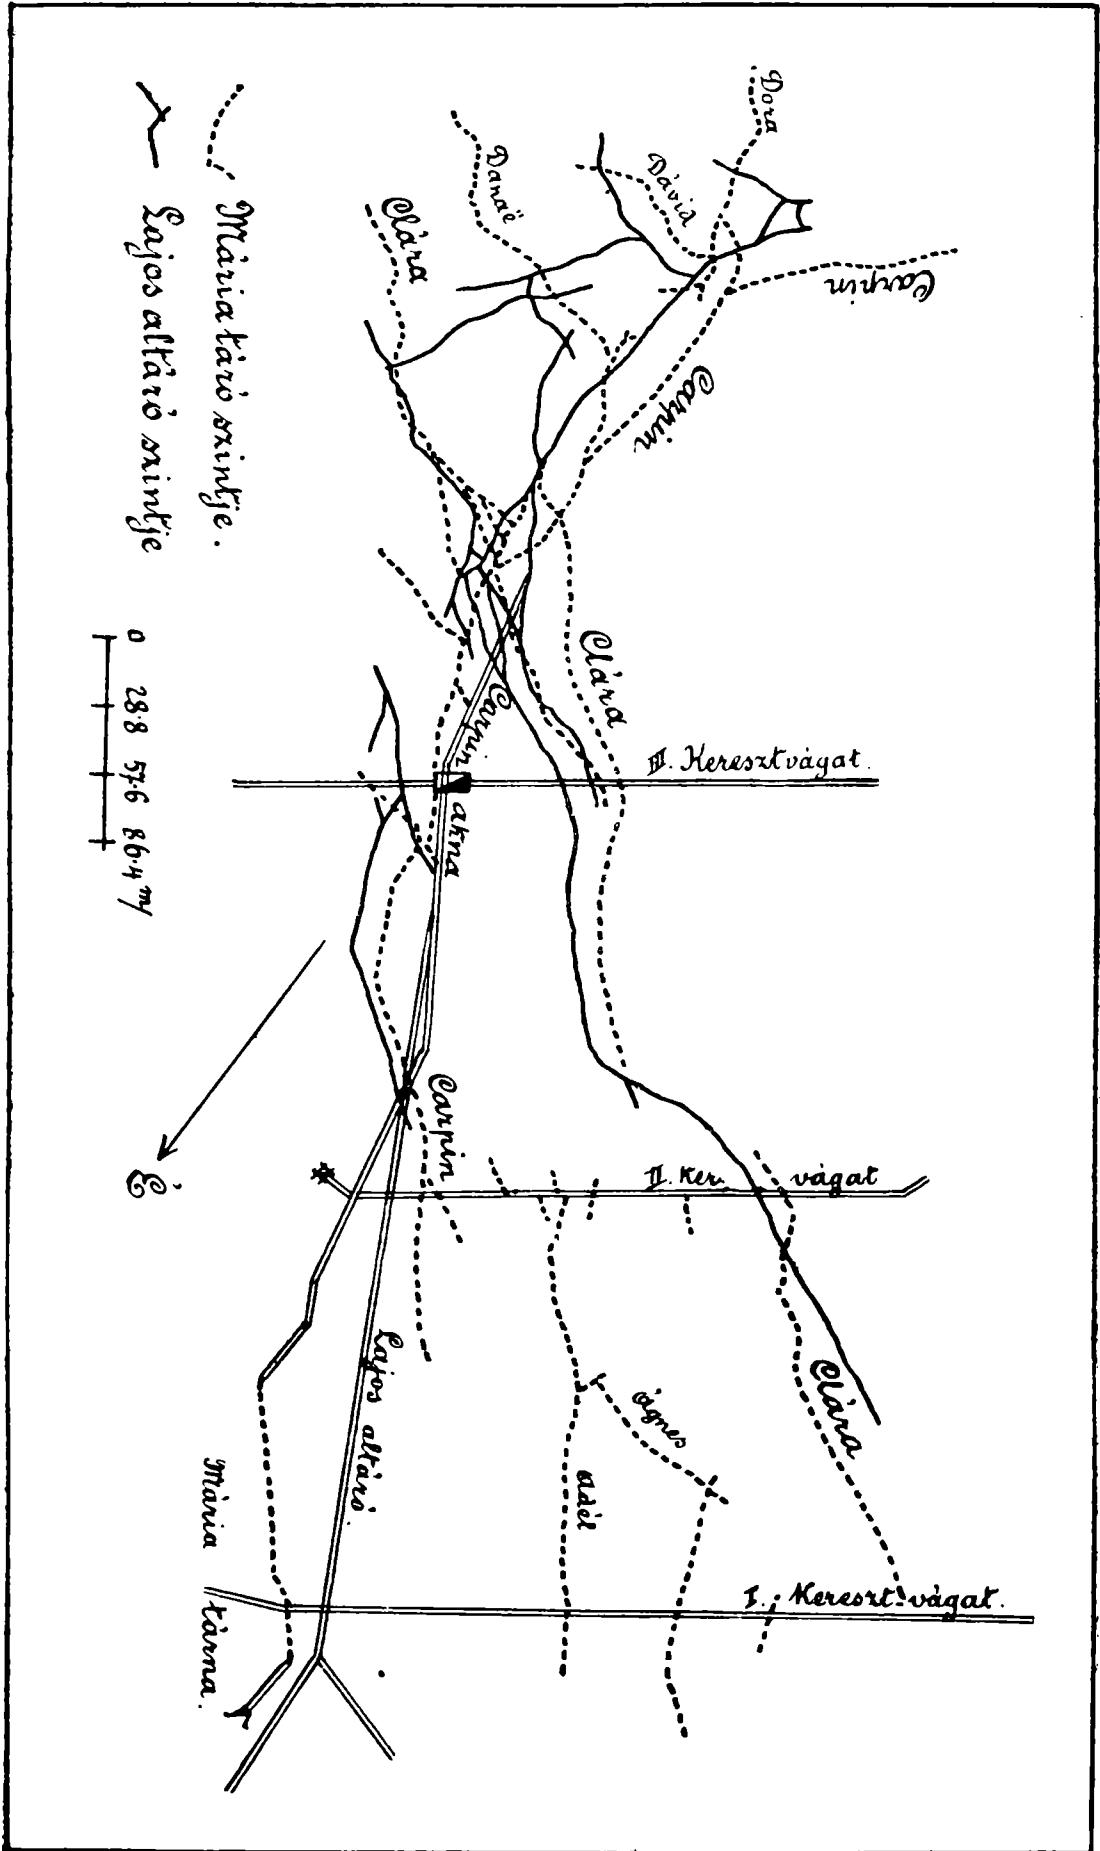 Dora
Dávid
Danaë
Clára
Carpin
Carpin
Máriatáró szintje.
Lajos altáró szintje
0 28·8 57·6 86·4 m/
Clára
Carpin akna
III. Keresztvágat.
É
Carpin
II. Ker. vágat
Lajos altáró.
Ágnes
Adél
Clára
Mária tárna.
I. Kereszt-vágat.